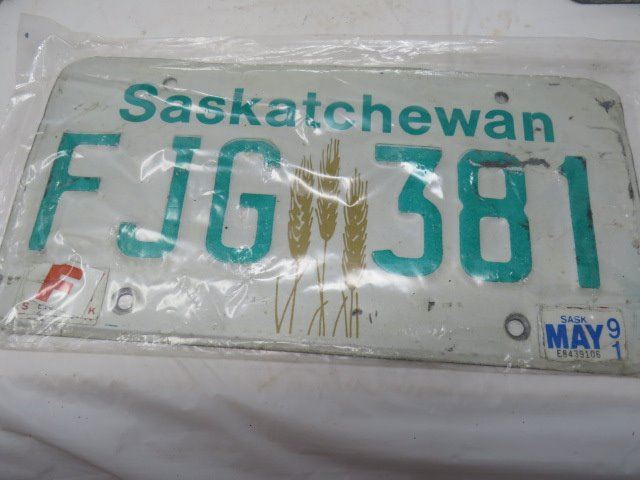 Saskatchewan
FJG 381
F
S K
SASK
MAY 91
E8439106